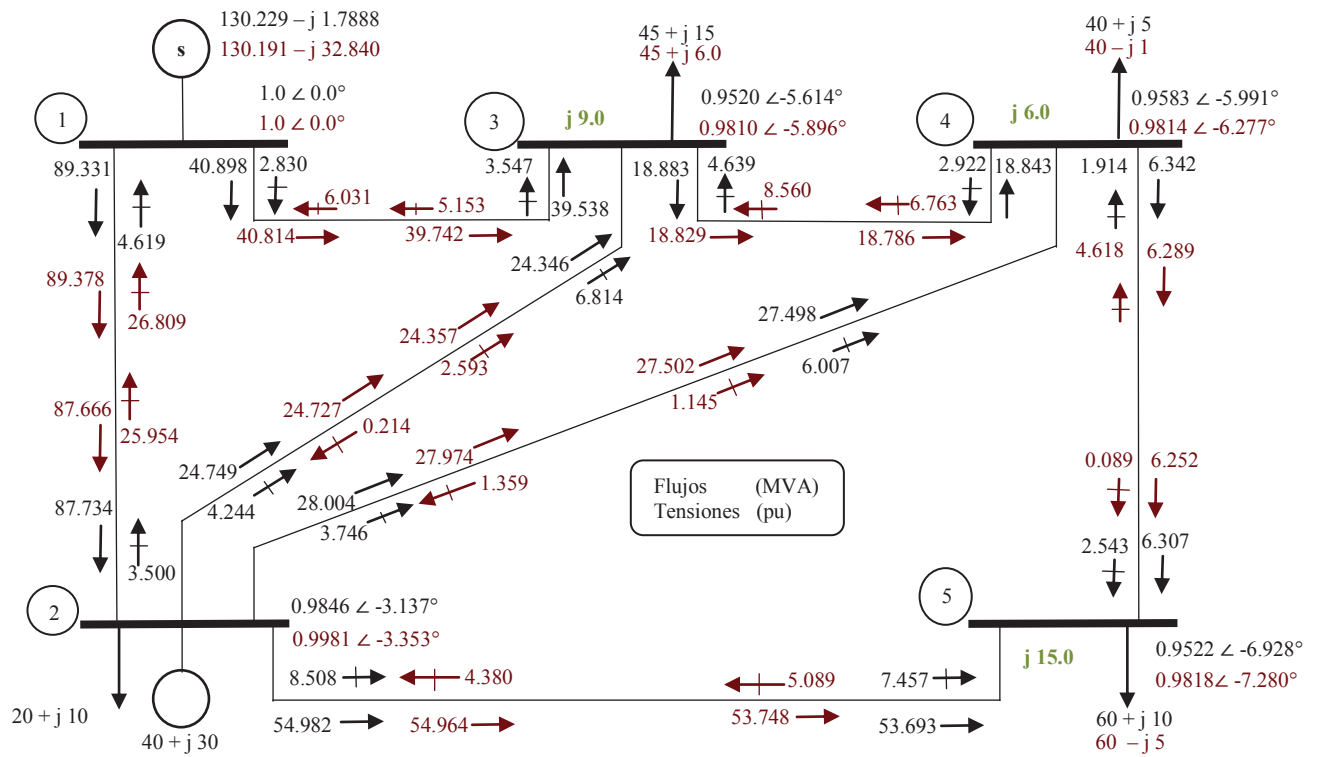 130.229 – j 1.7888
130.191 – j 32.840
s
1.0 ∠ 0.0°
1.0 ∠ 0.0°
1
45 + j 15
45 + j 6.0
3
j 9.0
0.9520 ∠-5.614°
0.9810 ∠ -5.896°
40 + j 5
40 – j 1
4
j 6.0
0.9583 ∠ -5.991°
0.9814 ∠ -6.277°
89.331
40.898
2.830
3.547
39.538
18.883
4.639
2.922
18.843
1.914
6.342
4.619
6.031
5.153
40.814
39.742
8.560
6.763
18.829
18.786
4.618
6.289
89.378
26.809
24.346
6.814
24.357
2.593
27.498
6.007
27.502
1.145
87.666
25.954
24.727
0.214
27.974
1.359
0.089
6.252
24.749
4.244
28.004
3.746
Flujos (MVA)
Tensiones (pu)
87.734
3.500
2.543
6.307
2
0.9846 ∠ -3.137°
0.9981 ∠ -3.353°
5
j 15.0
0.9522 ∠ -6.928°
0.9818∠ -7.280°
8.508
4.380
5.089
7.457
54.982
54.964
53.748
53.693
20 + j 10
40 + j 30
60 + j 10
60 – j 5